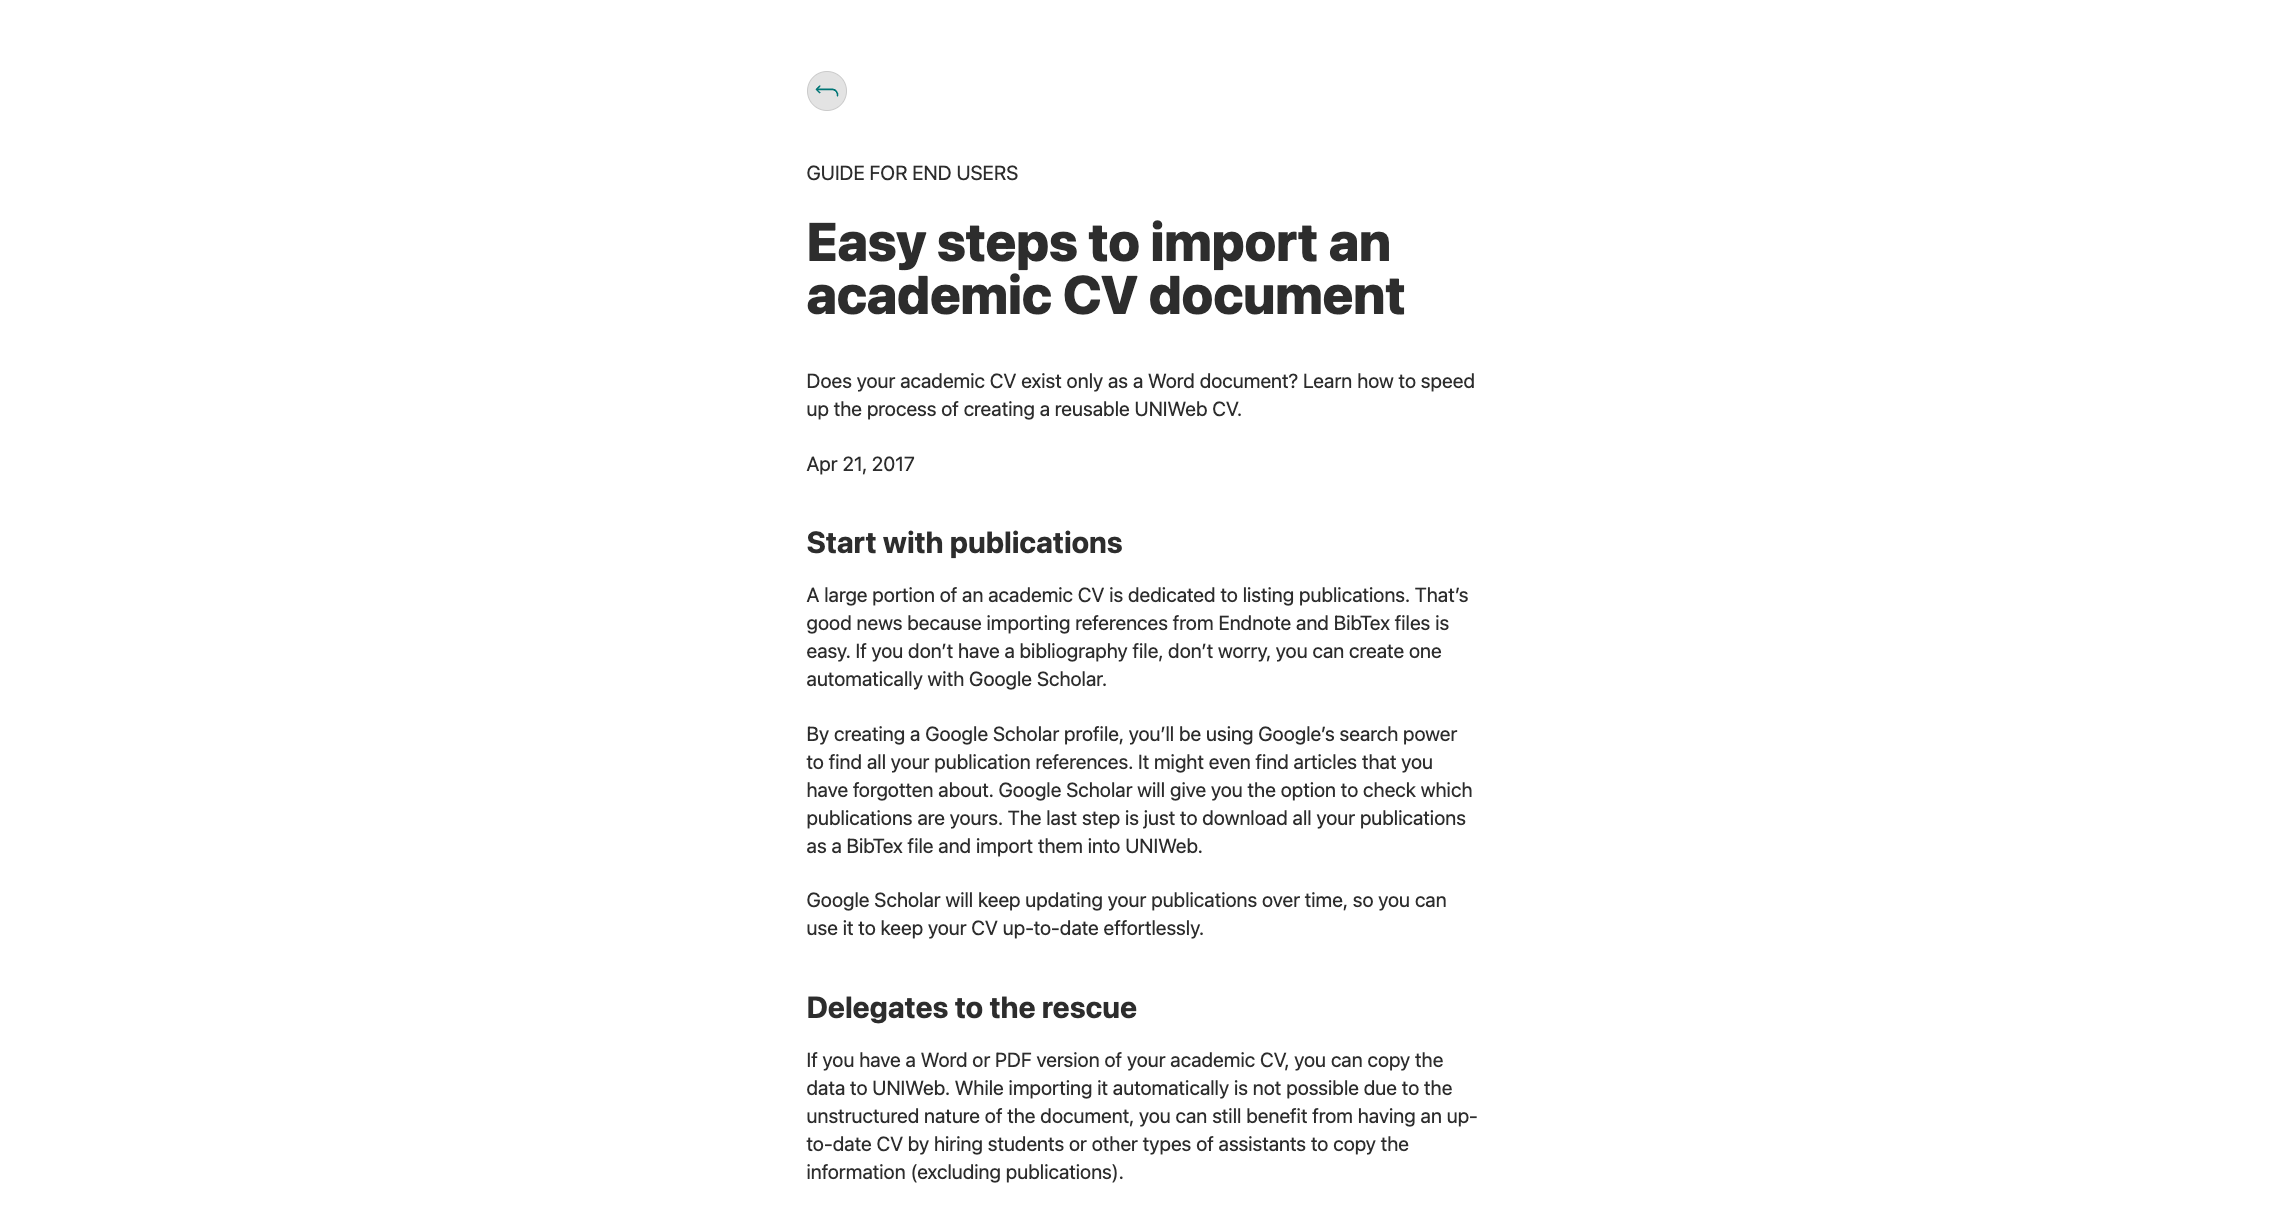 GUIDE FOR END USERS
Easy steps to import an
academic CV document
Does your academic CV exist only as a Word document? Learn how to speed
up the process of creating a reusable UNIWeb CV.
Apr 21, 2017
Start with publications
A large portion of an academic CV is dedicated to listing publications. That’s
good news because importing references from Endnote and BibTex files is
easy. If you don’t have a bibliography file, don’t worry, you can create one
automatically with Google Scholar.
By creating a Google Scholar profile, you’ll be using Google’s search power
to find all your publication references. It might even find articles that you
have forgotten about. Google Scholar will give you the option to check which
publications are yours. The last step is just to download all your publications
as a BibTex file and import them into UNIWeb.
Google Scholar will keep updating your publications over time, so you can
use it to keep your CV up-to-date effortlessly.
Delegates to the rescue
If you have a Word or PDF version of your academic CV, you can copy the
data to UNIWeb. While importing it automatically is not possible due to the
unstructured nature of the document, you can still benefit from having an up-
to-date CV by hiring students or other types of assistants to copy the
information (excluding publications).